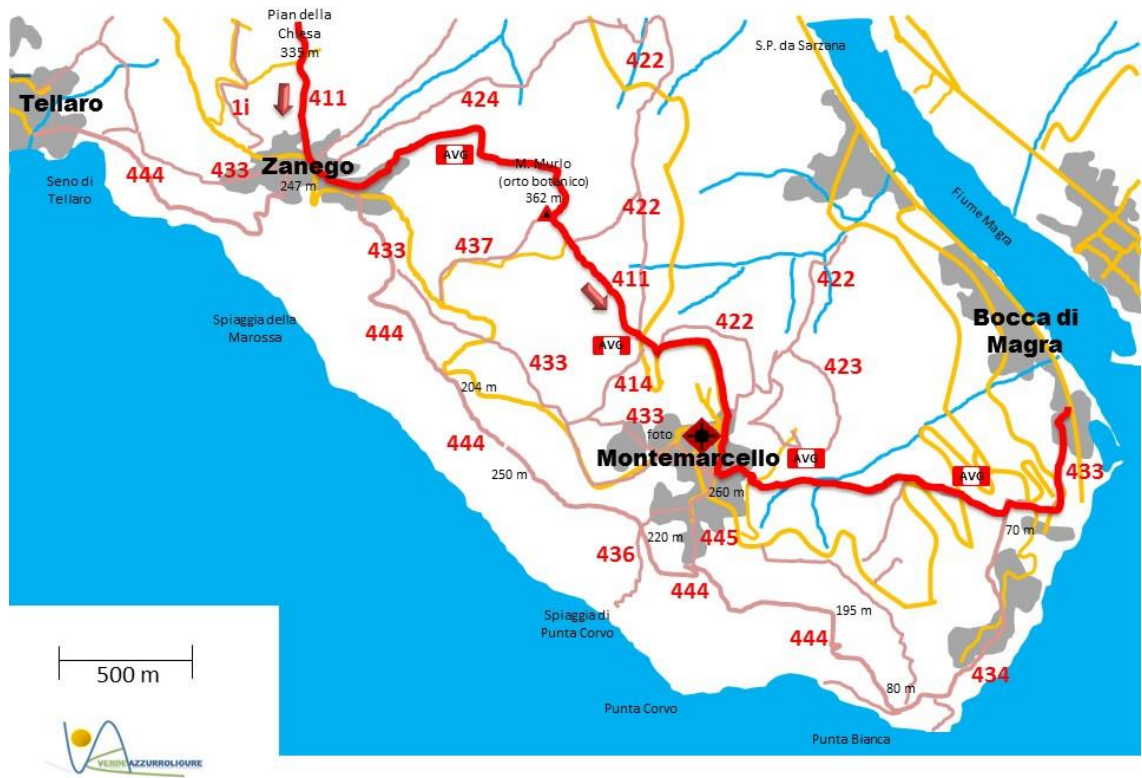 Pian della
Chiesa
335 m
S.P. da Sarzana
422
Tellaro
1i
411
424
AVG
Zanego
247 m
M. Murlo
(orto botanico)
362 m
433
444
Seno di
Tellaro
Fiume Magra
422
433
437
411
422
Spiaggia della
Marossa
444
AVG
422
Bocca di
Magra
433
423
414
204 m
433
foto
444
Montemarcello
AVG
AVG
433
250 m
260 m
70 m
220 m
445
436
444
195 m
Spiaggia di
Punta Corvo
444
434
80 m
500 m
Punta Corvo
Punta Bianca
VERDEAZZURROLIGURE